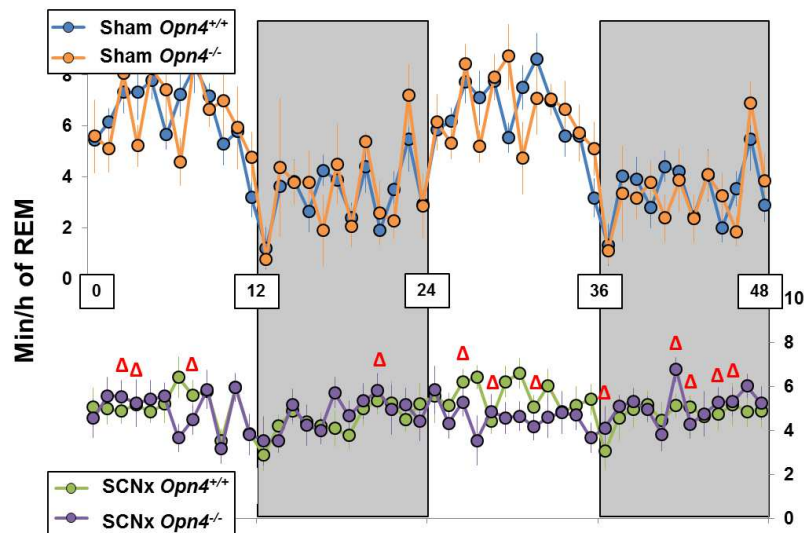 Sham Opn4+/+
Sham Opn4-/-
8
6
4
2
0
Min/h of REM
0
12
24
36
48
10
8
6
4
2
0
Δ Δ Δ Δ Δ Δ Δ Δ Δ Δ Δ Δ
SCNx Opn4+/+
SCNx Opn4-/-